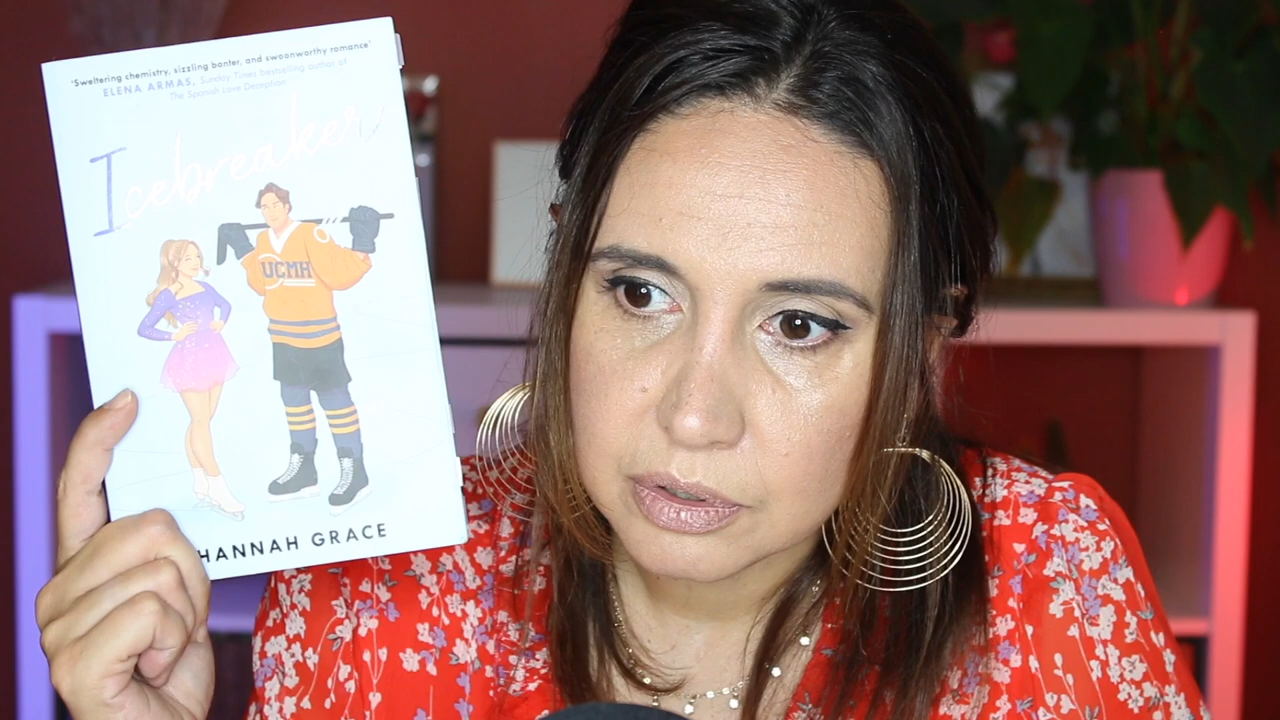 'Sweltering chemistry, sizzling banter, and swoonworthy romance'
ELENA ARMAS, Sunday Times bestselling author of
The Spanish Love Deception
Icebreaker
UCMH
HANNAH GRACE